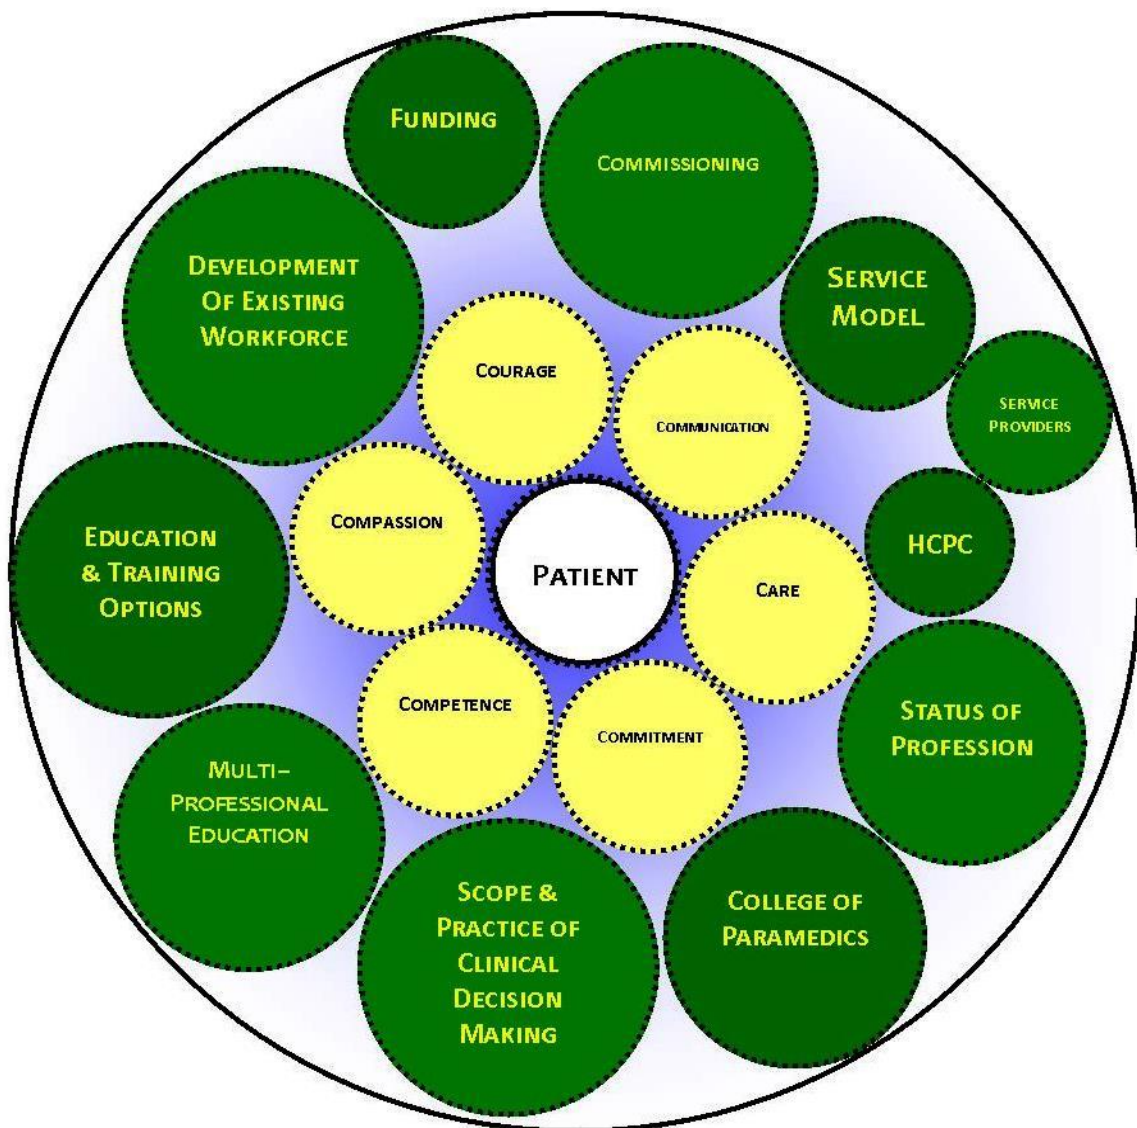 FUNDING
COMMISSIONING
DEVELOPMENT
OF EXISTING
WORKFORCE
SERVICE
MODEL
SERVICE
PROVIDERS
COURAGE
COMMUNICATION
COMPASSION
HCPC
EDUCATION
& TRAINING
OPTIONS
PATIENT
CARE
COMPETENCE
COMMITMENT
STATUS OF
PROFESSION
MULTI-
PROFESSIONAL
EDUCATION
SCOPE &
PRACTICE OF
CLINICAL
DECISION
MAKING
COLLEGE OF
PARAMEDICS